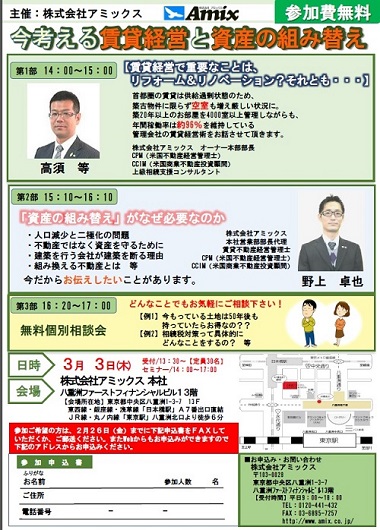 主催：株式会社アミックス
Amix
参加費無料
今考える賃貸経営と資産の組み替え
第1部 14：00～15：00
【賃貸経営で重要なことは、
リフォーム&リノベーション？それとも・・・】
首都圏の賃貸は供給過剰状態のため、
築古物件に限らず空室も増え厳しい状況に。
築20年以上のお部屋を4000室以上管理しながらも、
年間稼働率は約96%を維持している
管理会社の賃貸経営術をお話させて頂きます。
株式会社アミックス オーナー本部部長
CPM（米国不動産経営管理士）
CCIM（米国商業不動産投資顧問）
上級相続支援コンサルタント
高須 等
第2部 15：10～16：10
「資産の組み替え」がなぜ必要なのか
・人口減少と二極化の問題
・不動産ではなく資産を守るために
・建築を行う会社が建築を断る理由
・組み換える不動産とは 等
今だからお伝えしたいことがあります。
株式会社アミックス
本社営業部部長代理
賃貸不動産経営管理士
CPM（米国不動産経営管理士）
CCIM（米国商業不動産投資顧問）
野上 卓也
第3部 16：20～17：00
無料個別相談会
どんなことでもお気軽にご相談下さい！
【例1】今もっている土地は50年後も
持っていたらお得なの？？
【例2】相続税対策って具体的に
どんなことをするの？ 等
日時
3月 3日(木)
受付/13：30～【定員30名】
セミナー/14：00～17：00
会場
株式会社アミックス 本社
八重洲ファーストフィナンシャルビル13階
【会場所在地】東京都中央区八重洲1-3-7 13F
東西線・銀座線・浅草線「日本橋駅」A7番出口直結
JR線・丸ノ内線「東京駅」八重洲北口より徒歩6分
東京駅
参加ご希望の方は、2月26日（金）までに下記申込書をFAXして
いただくか、ご郵送ください。またWebからもお申込みができますので
下記のアドレスからお申込みください。
参加申込書
ふりがな
お名前
参加人数
名
ご住所
電話番号
■お申込み・お問い合わせ
株式会社アミックス
〒103-0028
東京都中央区八重洲1-3-7
八重洲ファーストフィナンシャルビル13階
【受付時間】平日9：00～18：00
TEL：0120-441-432
FAX：03-6895-7257
http://www.amix.co.jp/